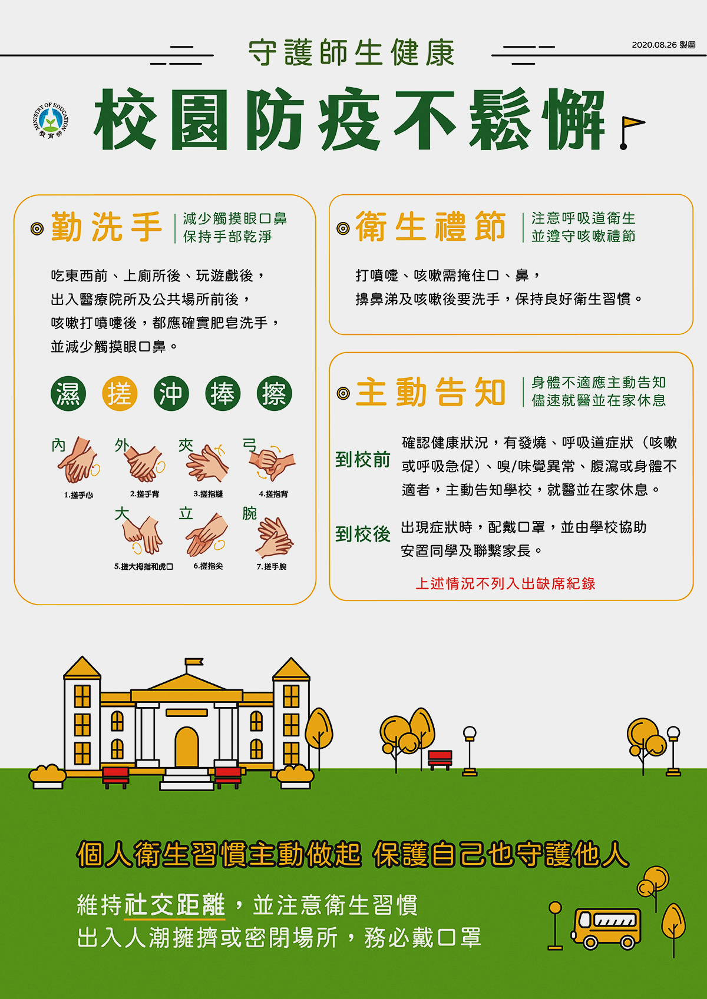 2020.08.26 製圖
守護師生健康
校園防疫不鬆懈
MINISTRY OF EDUCATION
教育部
勤洗手
減少觸摸眼口鼻
保持手部乾淨
吃東西前、上廁所後、玩遊戲後，
出入醫療院所及公共場所前後，
咳嗽打噴嚏後，都應確實肥皂洗手，
並減少觸摸眼口鼻。
濕 搓 沖 捧 擦
內 外 夾 弓
1.搓手心 2.搓手背 3.搓指縫 4.搓指背
大 立 腕
5.搓大拇指和虎口 6.搓指尖 7.搓手腕
衛生禮節
注意呼吸道衛生
並遵守咳嗽禮節
打噴嚏、咳嗽需掩住口、鼻，
擤鼻涕及咳嗽後要洗手，保持良好衛生習慣。
主動告知
身體不適應主動告知
儘速就醫並在家休息
到校前
確認健康狀況，有發燒、呼吸道症狀（咳嗽
或呼吸急促）、嗅/味覺異常、腹瀉或身體不
適者，主動告知學校，就醫並在家休息。
到校後
出現症狀時，配戴口罩，並由學校協助
安置同學及聯繫家長。
上述情況不列入出缺席紀錄
個人衛生習慣主動做起 保護自己也守護他人
維持社交距離，並注意衛生習慣
出入人潮擁擠或密閉場所，務必戴口罩